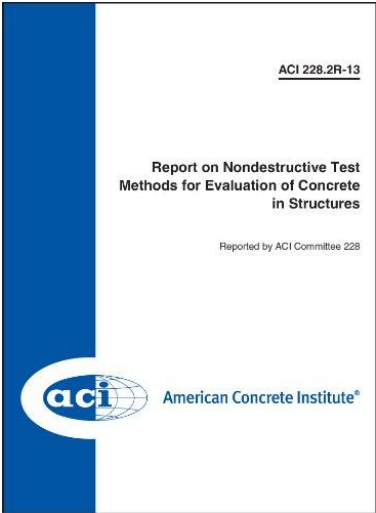 ACI 228.2R-13
Report on Nondestructive Test
Methods for Evaluation of Concrete
in Structures
Reported by ACI Committee 228
aci
American Concrete Institute®